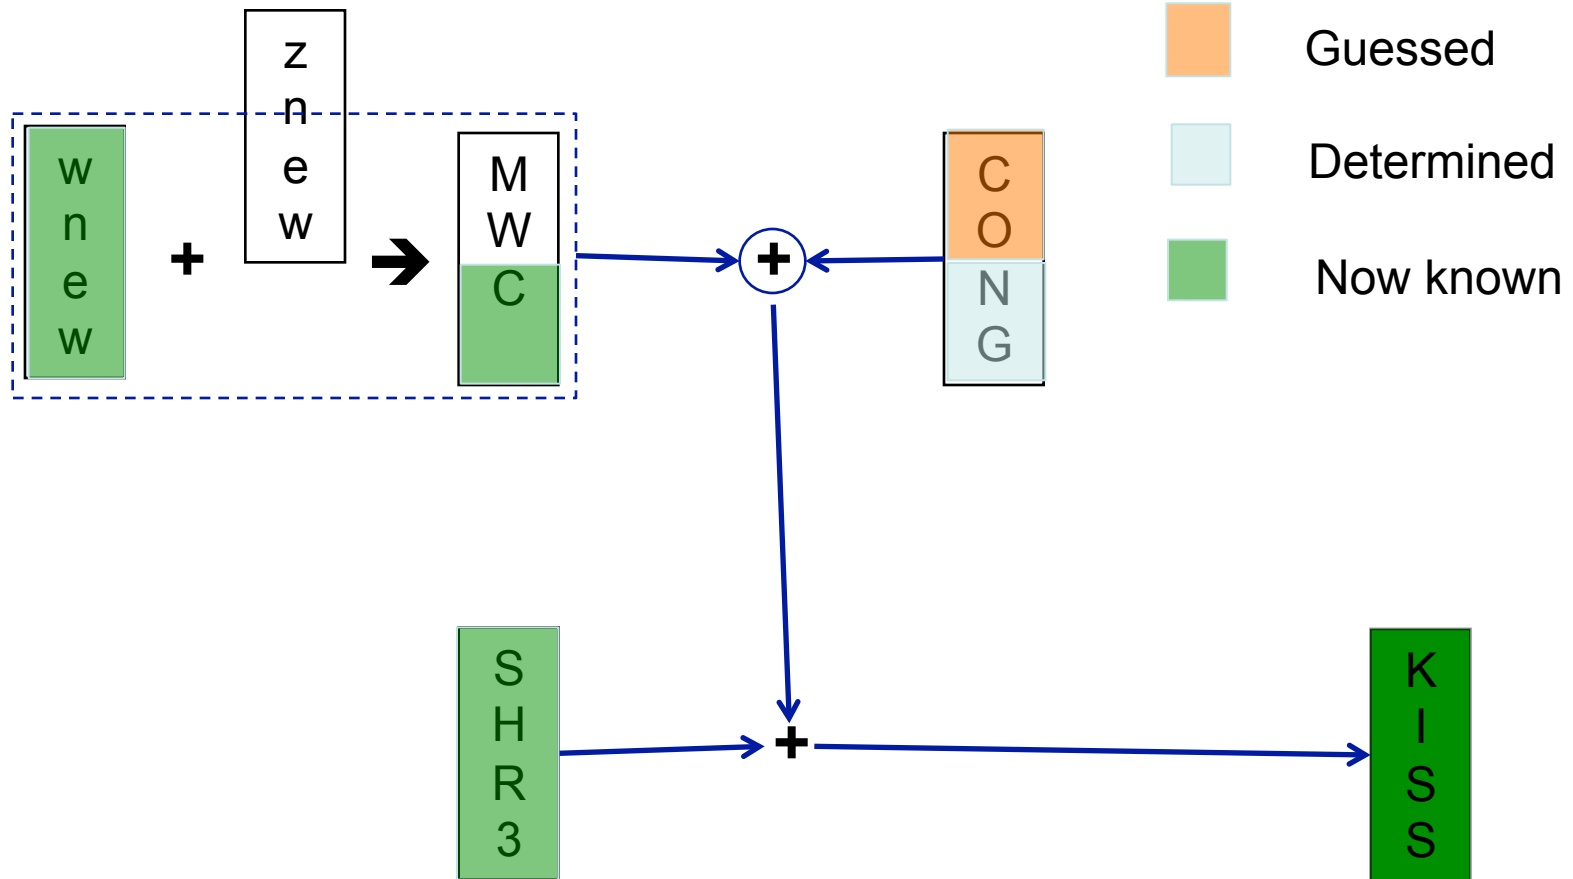 z
n
e
w
w
n
e
w
+
➔
M
W
C
+
C
O
N
G
Guessed
Determined
Now known
S
H
R
3
+
K
I
S
S